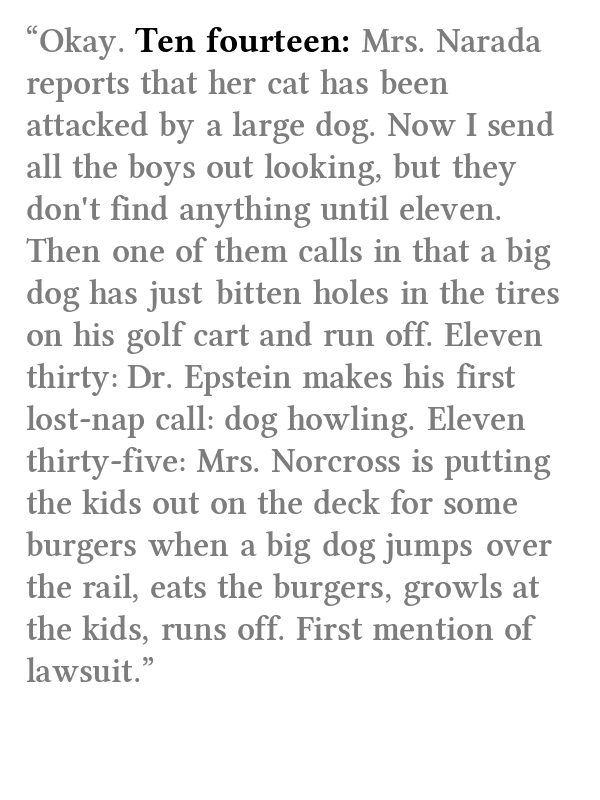 “Okay. Ten fourteen: Mrs. Narada
reports that her cat has been
attacked by a large dog. Now I send
all the boys out looking, but they
don't find anything until eleven.
Then one of them calls in that a big
dog has just bitten holes in the tires
on his golf cart and run off. Eleven
thirty: Dr. Epstein makes his first
lost-nap call: dog howling. Eleven
thirty-five: Mrs. Norcross is putting
the kids out on the deck for some
burgers when a big dog jumps over
the rail, eats the burgers, growls at
the kids, runs off. First mention of
lawsuit.”